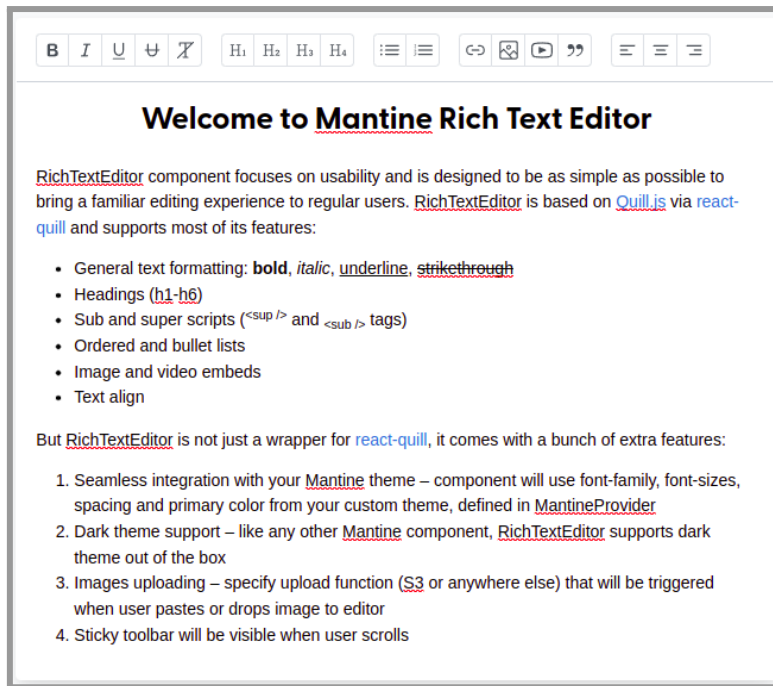 B I U U T H1 H2 H3 H4
Welcome to Mantine Rich Text Editor
RichTextEditor component focuses on usability and is designed to be as simple as possible to
bring a familiar editing experience to regular users. RichTextEditor is based on Quill.js via react-
quill and supports most of its features:
• General text formatting: bold, italic, underline, strikethrough
• Headings (h1-h6)
• Sub and super scripts (<sup /> and <sub /> tags)
• Ordered and bullet lists
• Image and video embeds
• Text align
But RichTextEditor is not just a wrapper for react-quill, it comes with a bunch of extra features:
1. Seamless integration with your Mantine theme – component will use font-family, font-sizes,
spacing and primary color from your custom theme, defined in MantineProvider
2. Dark theme support – like any other Mantine component, RichTextEditor supports dark
theme out of the box
3. Images uploading – specify upload function (S3 or anywhere else) that will be triggered
when user pastes or drops image to editor
4. Sticky toolbar will be visible when user scrolls